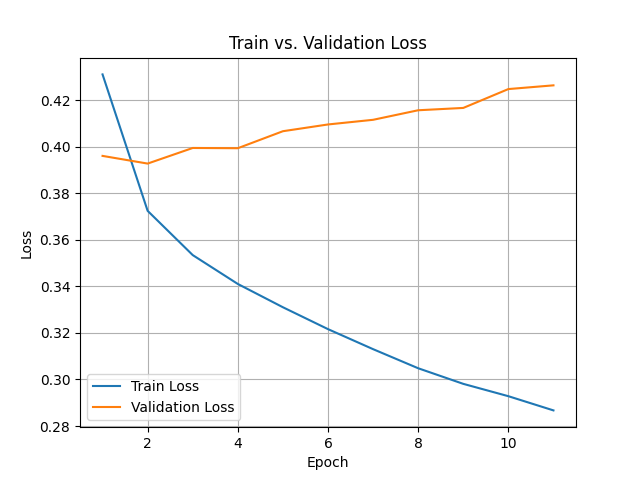 Train vs. Validation Loss
Loss
0.42
0.40
0.38
0.36
0.34
0.32
0.30
0.28
Train Loss
Validation Loss
2 4 6 8 10
Epoch